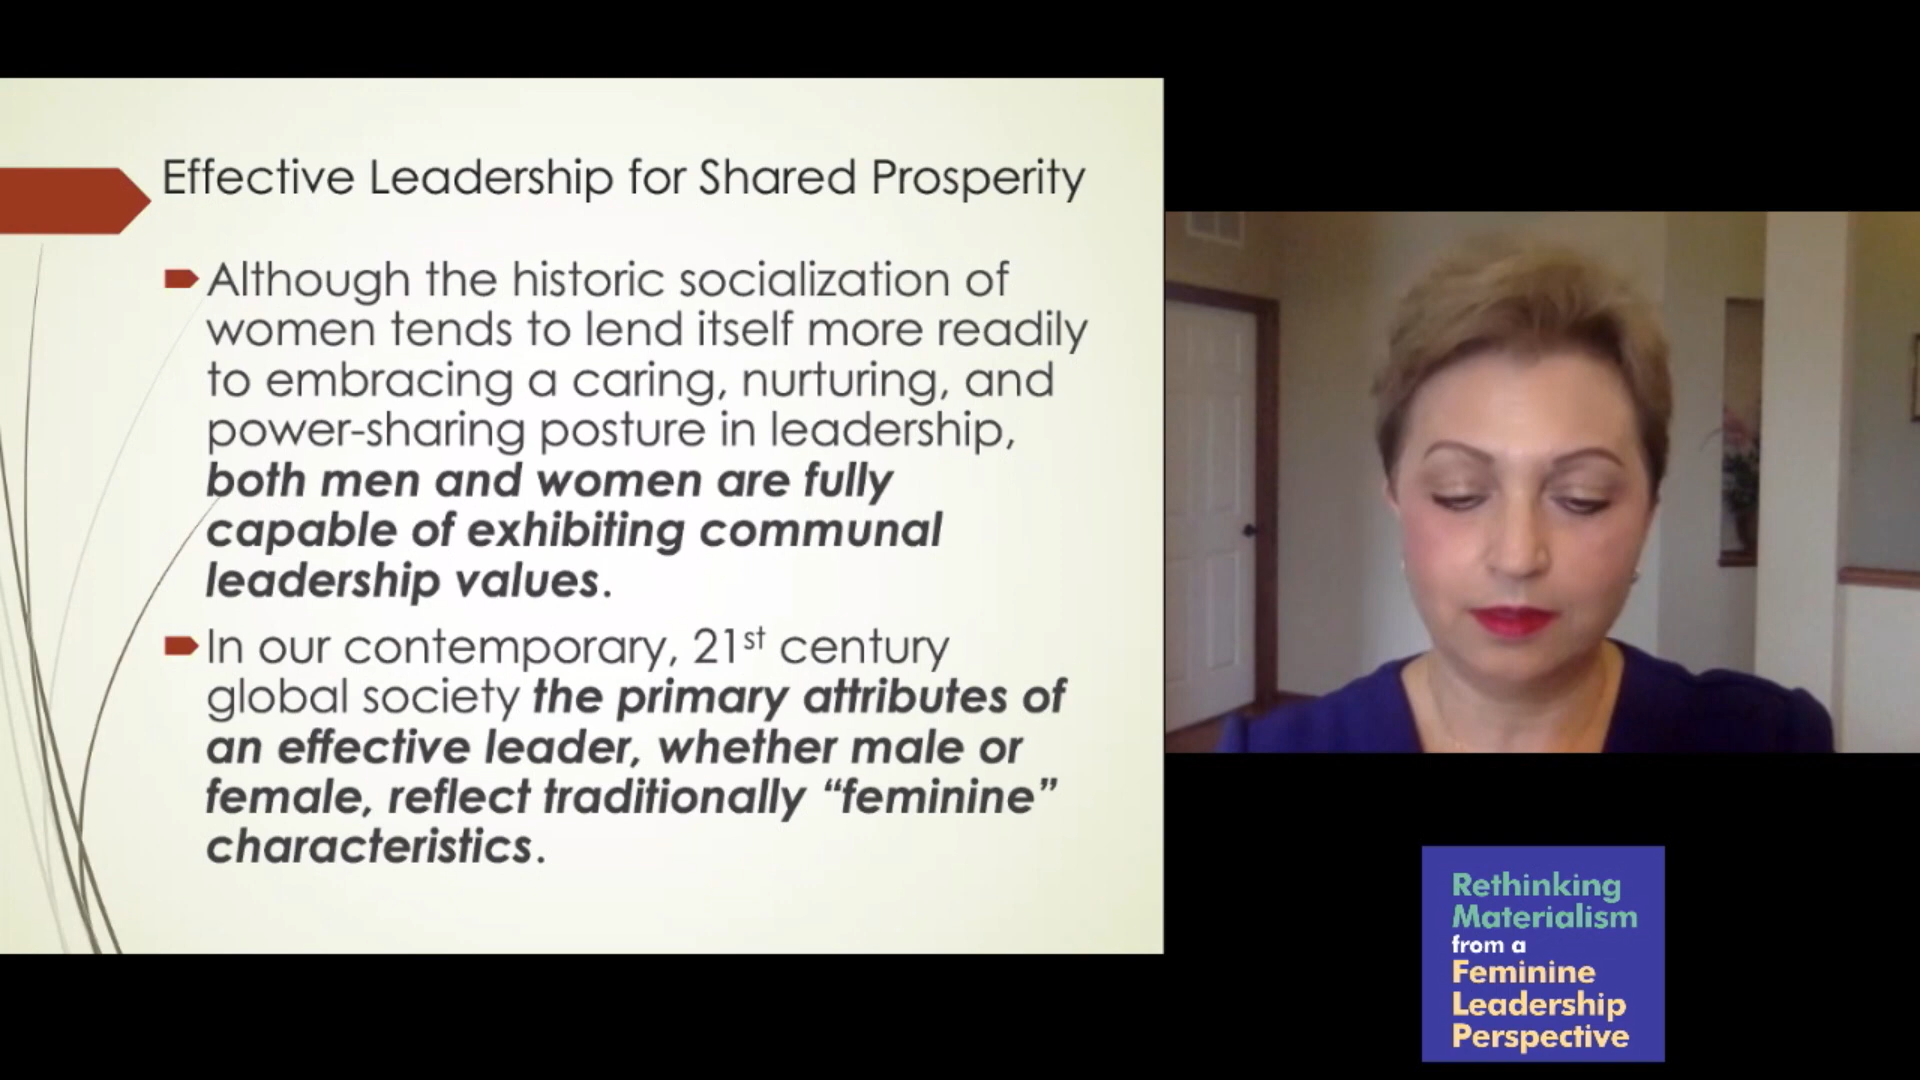 Effective Leadership for Shared Prosperity
Although the historic socialization of
women tends to lend itself more readily
to embracing a caring, nurturing, and
power-sharing posture in leadership,
both men and women are fully
capable of exhibiting communal
leadership values.
In our contemporary, 21st century
global society the primary attributes of
an effective leader, whether male or
female, reflect traditionally “feminine”
characteristics.
Rethinking
Materialism
from a
Feminine
Leadership
Perspective